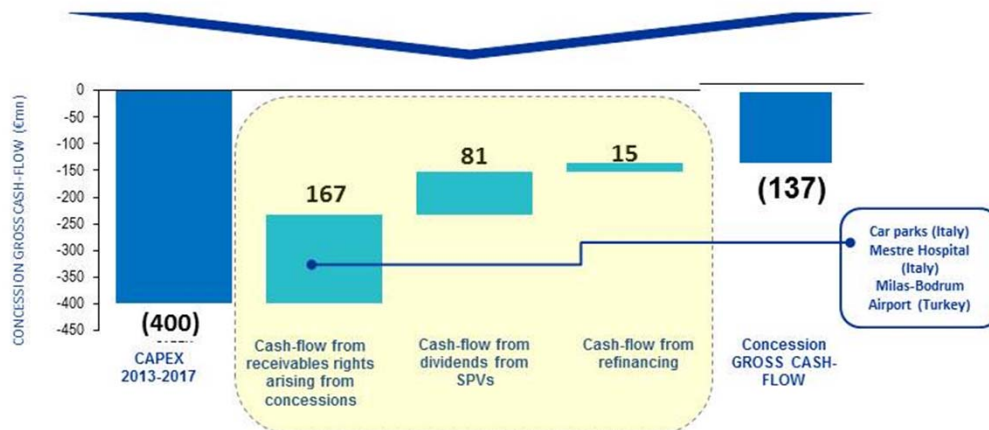 CONCESSION GROSS CASH-FLOW (€mn)
0
-50
-100
-150
-200
-250
-300
-350
-400
-450
(400)
167
81
15
(137)
CAPEX
2013-2017
Cash-flow from
receivables rights
arising from
concessions
Cash-flow from
dividends from
SPVs
Cash-flow from
refinancing
Concession
GROSS CASH-
FLOW
Car parks (Italy)
Mestre Hospital
(Italy)
Milas-Bodrum
Airport (Turkey)